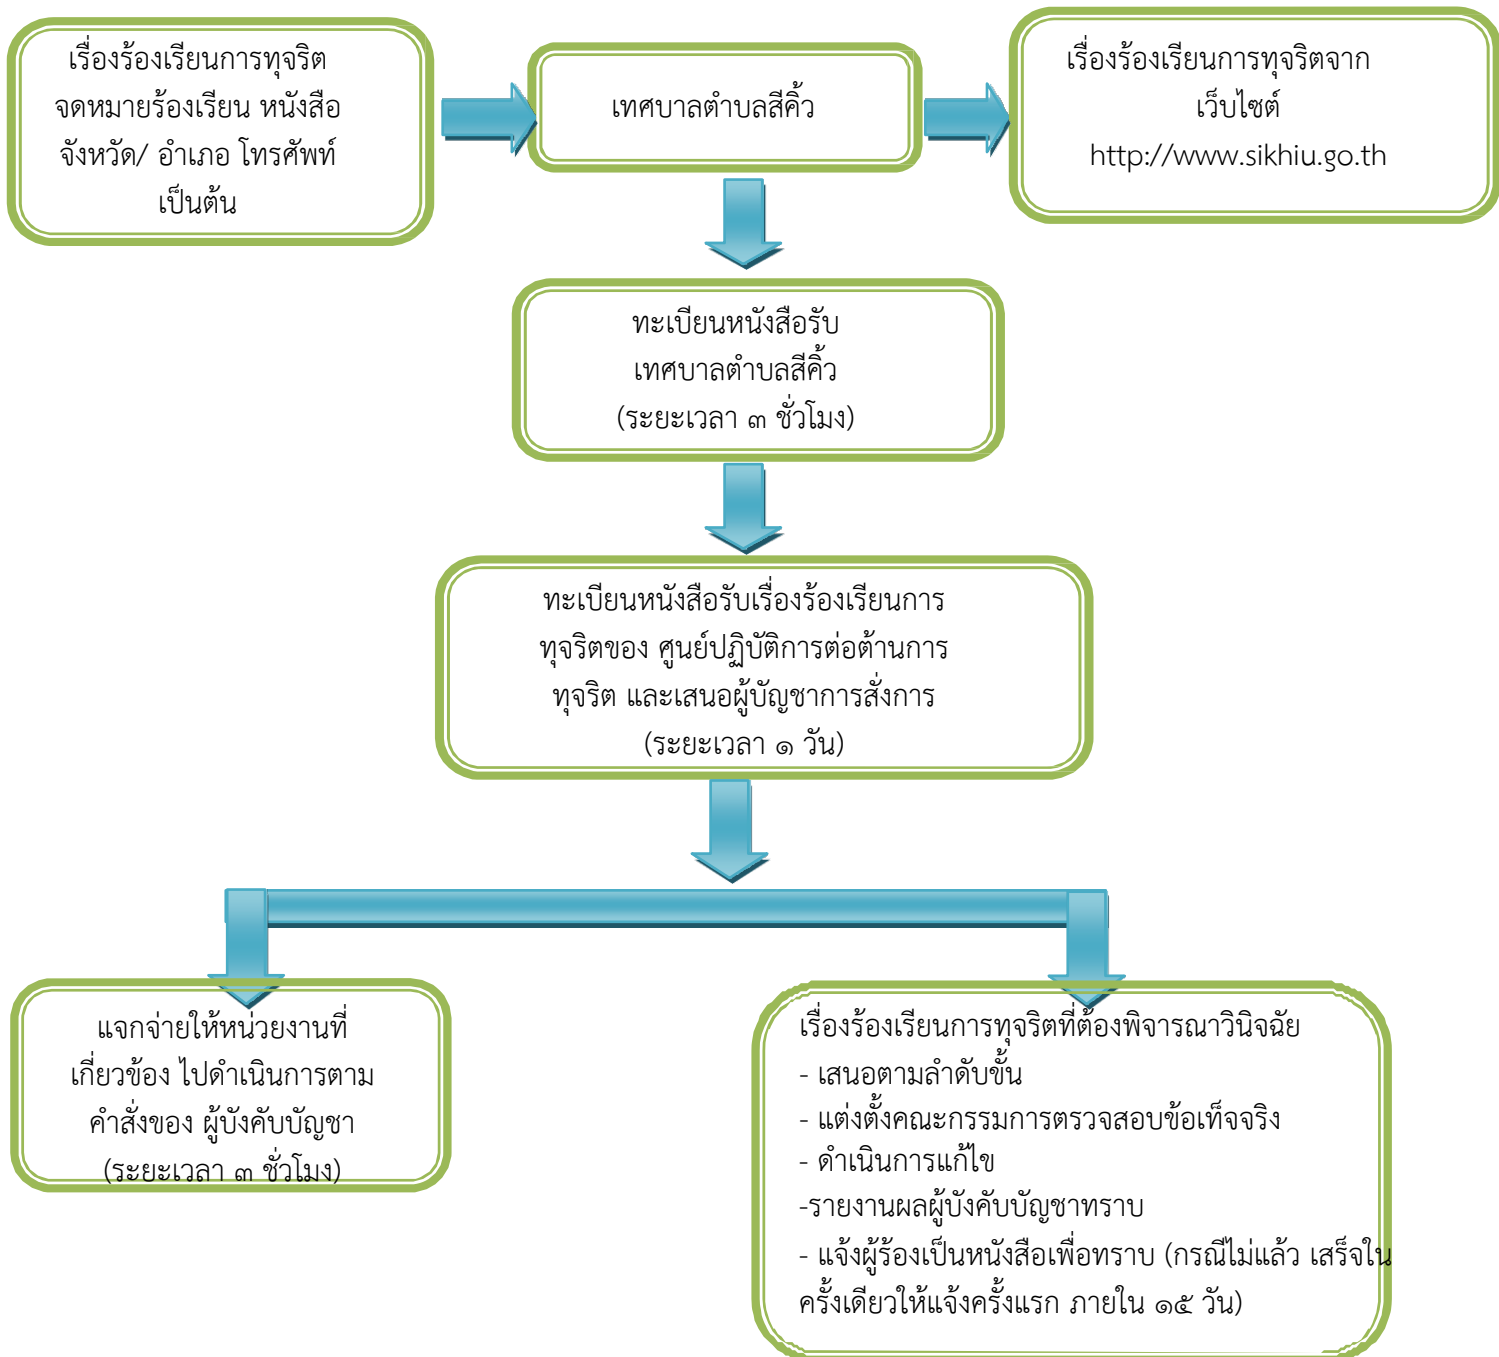 เรื่องร้องเรียนการทุจริต
จดหมายร้องเรียน หนังสือ
จังหวัด/ อำเภอ โทรศัพท์
เป็นต้น
เทศบาลตำบลสีคิ้ว
เรื่องร้องเรียนการทุจริตจาก
เว็บไซต์
http://www.sikhiu.go.th
ทะเบียนหนังสือรับ
เทศบาลตำบลสีคิ้ว
(ระยะเวลา ๓ ชั่วโมง)
ทะเบียนหนังสือรับเรื่องร้องเรียนการ
ทุจริตของ ศูนย์ปฏิบัติการต่อต้านการ
ทุจริต และเสนอผู้บัญชาการสั่งการ
(ระยะเวลา ๑ วัน)
แจกจ่ายให้หน่วยงานที่
เกี่ยวข้อง ไปดำเนินการตาม
คำสั่งของ ผู้บังคับบัญชา
(ระยะเวลา ๓ ชั่วโมง)
เรื่องร้องเรียนการทุจริตที่ต้องพิจารณาวินิจฉัย
- เสนอตามลำดับขั้น
- แต่งตั้งคณะกรรมการตรวจสอบข้อเท็จจริง
- ดำเนินการแก้ไข
-รายงานผลผู้บังคับบัญชาทราบ
- แจ้งผู้ร้องเป็นหนังสือเพื่อทราบ (กรณีไม่แล้ว เสร็จใน
ครั้งเดียวให้แจ้งครั้งแรก ภายใน ๑๕ วัน)